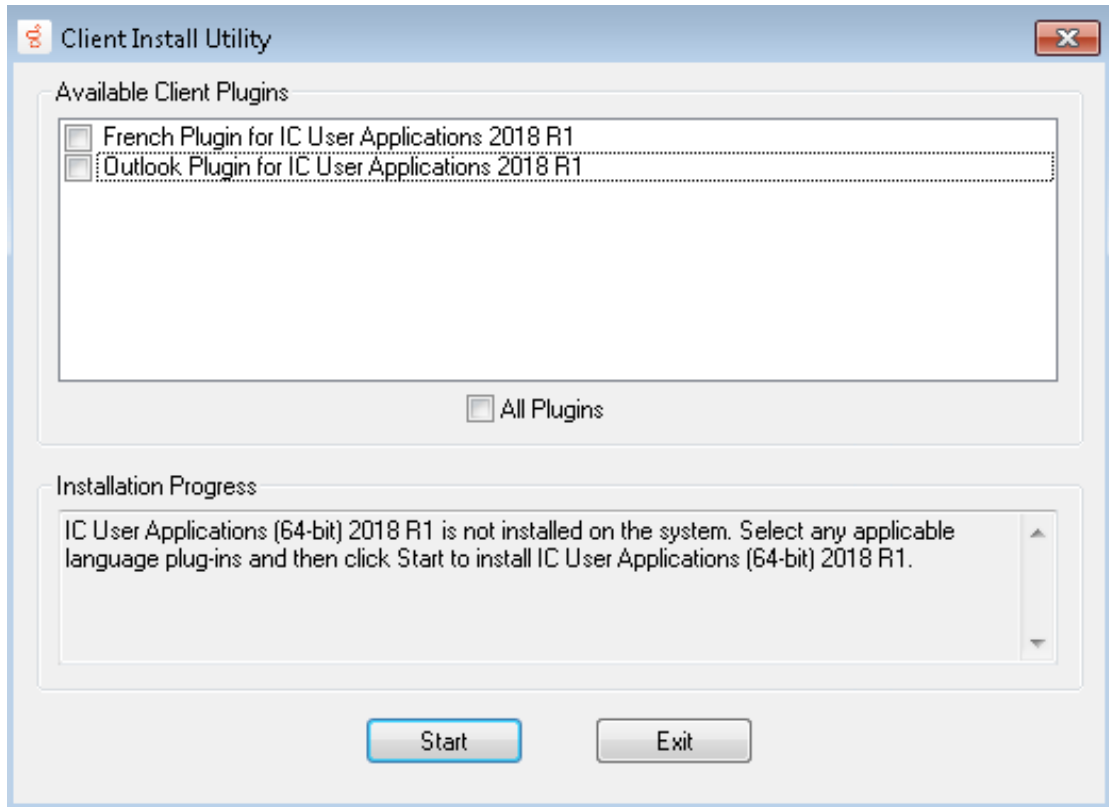 Client Install Utility
Available Client Plugins
French Plugin for IC User Applications 2018 R1
Outlook Plugin for IC User Applications 2018 R1
All Plugins
Installation Progress
IC User Applications (64-bit) 2018 R1 is not installed on the system. Select any applicable
language plug-ins and then click Start to install IC User Applications (64-bit) 2018 R1.
Start
Exit